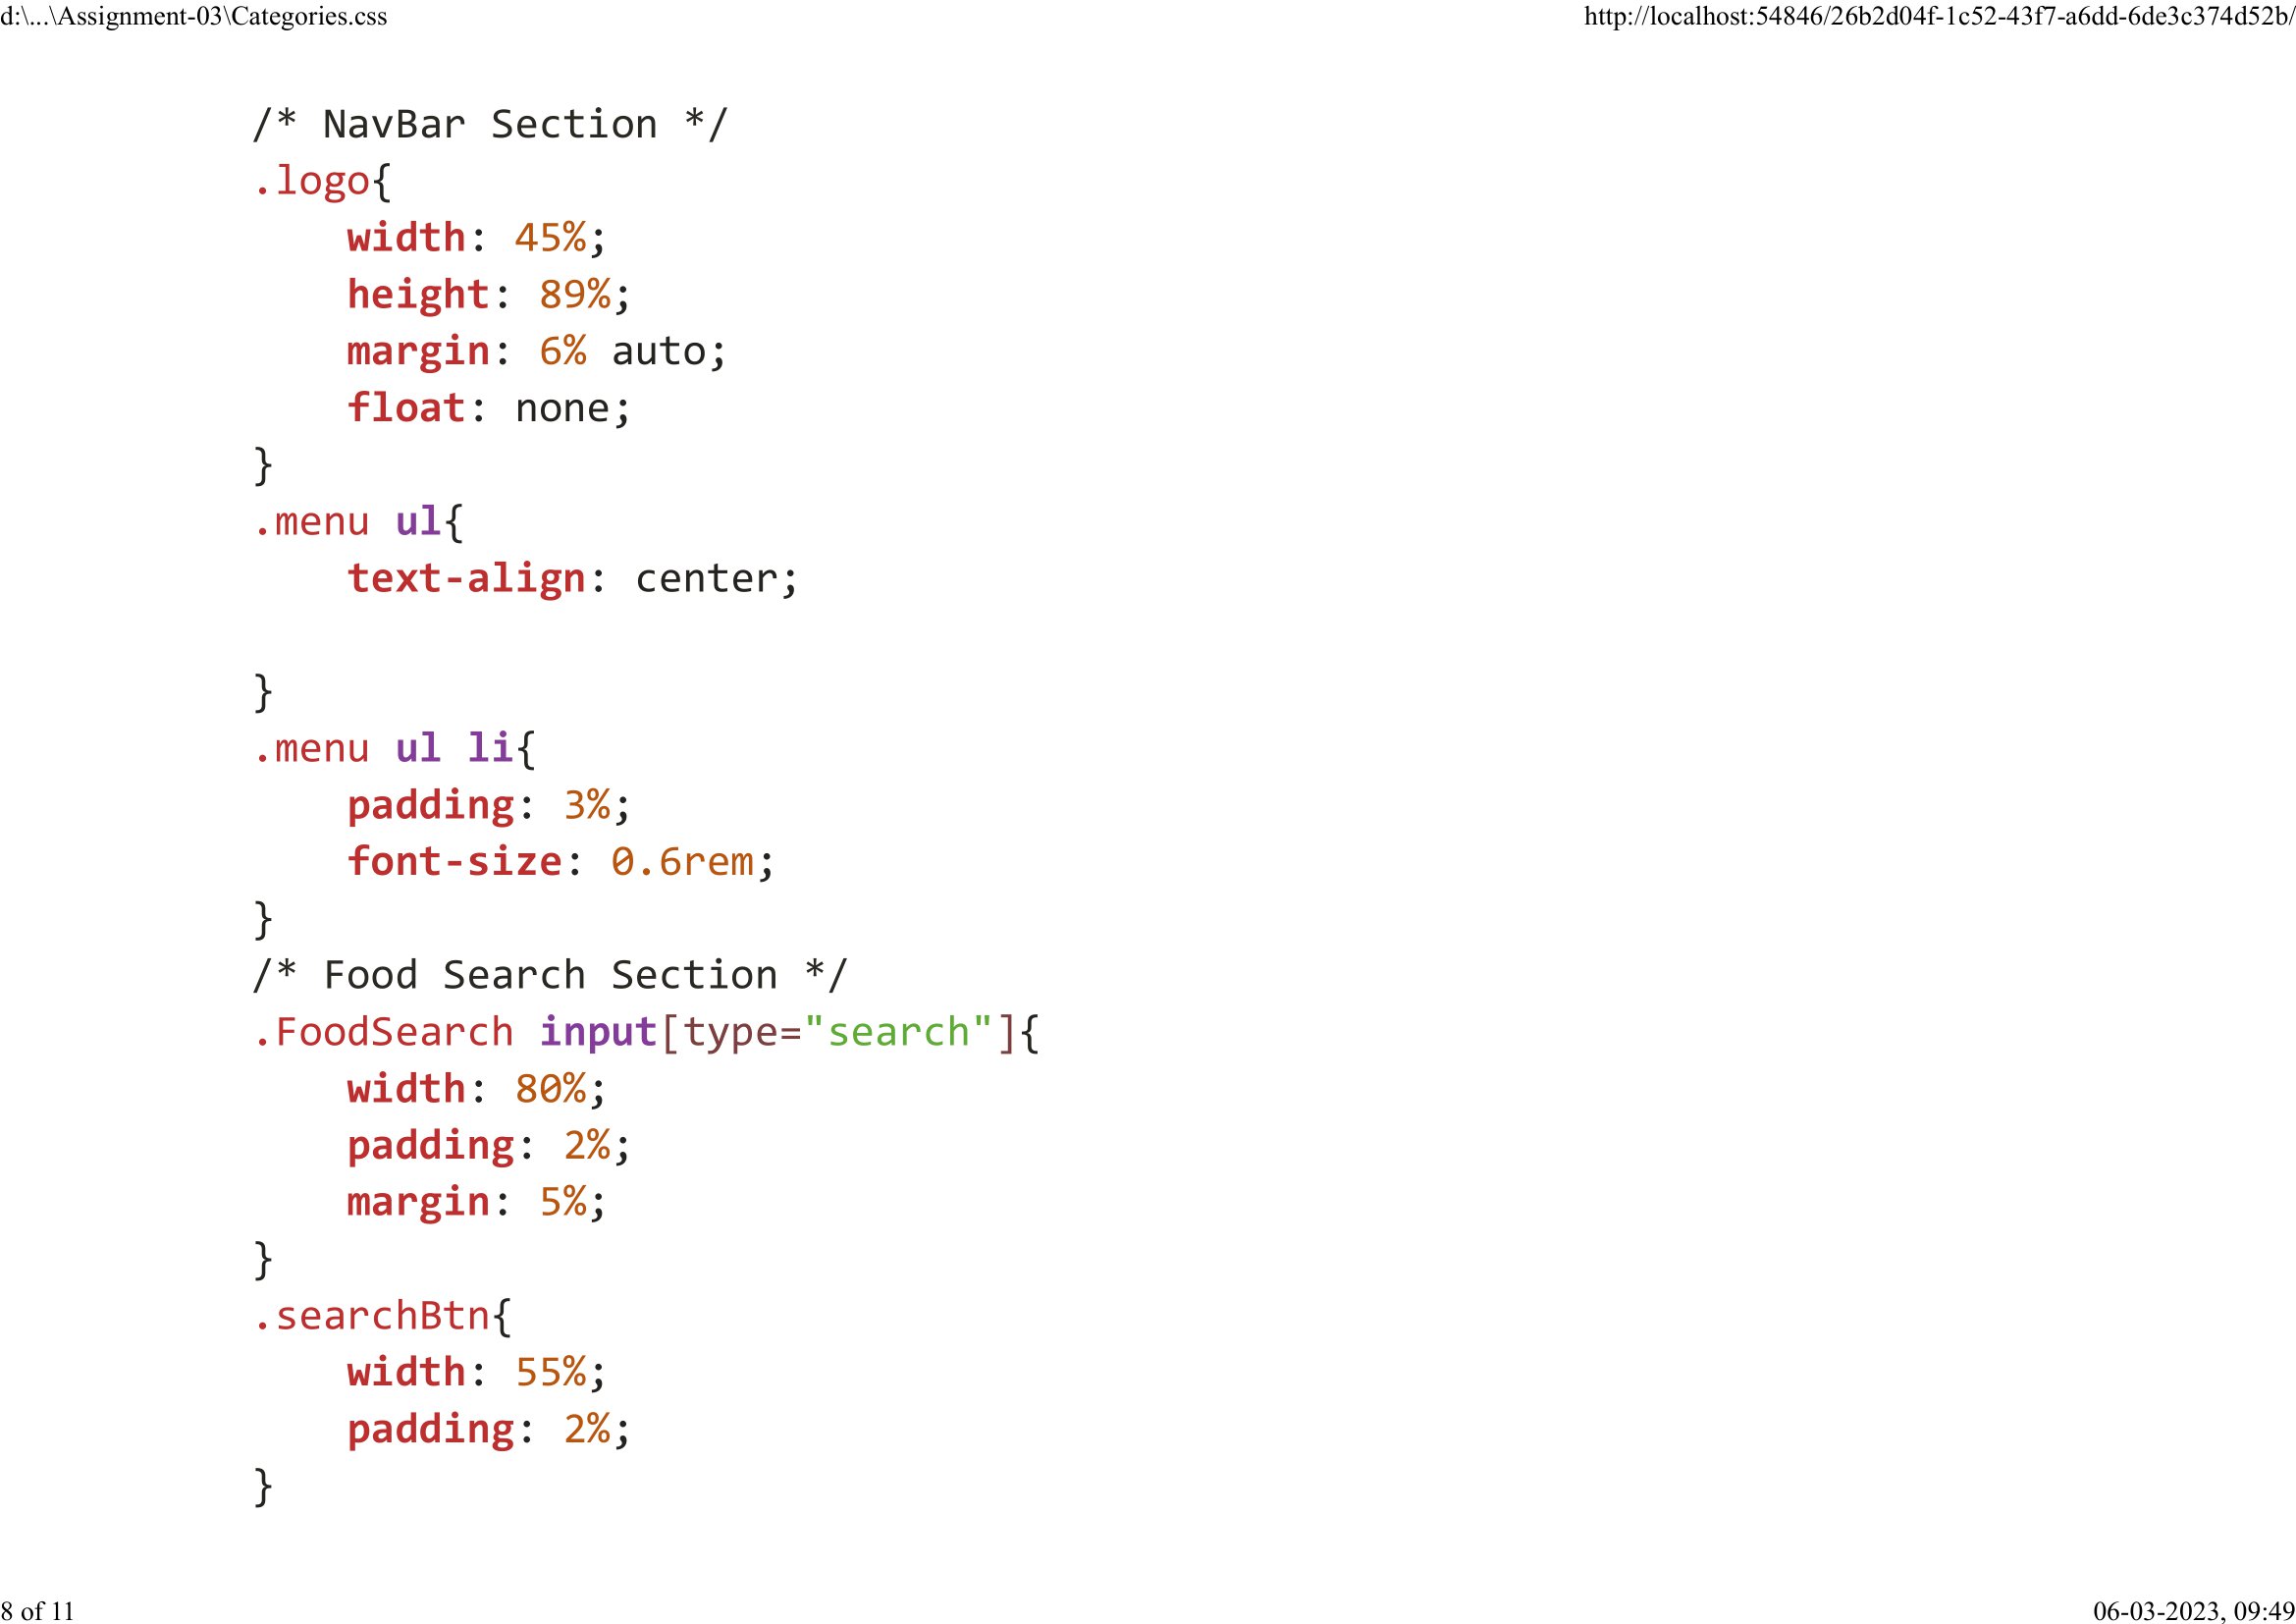 d:\...\Assignment-03\Categories.css http://localhost:54846/26b2d04f-1c52-43f7-a6dd-6de3c374d52b/
/* NavBar Section */
.logo{
    width: 45%;
    height: 89%;
    margin: 6% auto;
    float: none;
}
.menu ul{
    text-align: center;

}
.menu ul li{
    padding: 3%;
    font-size: 0.6rem;
}
/* Food Search Section */
.FoodSearch input[type="search"]{
    width: 80%;
    padding: 2%;
    margin: 5%;
}
.searchBtn{
    width: 55%;
    padding: 2%;
}
8 of 11 06-03-2023, 09:49